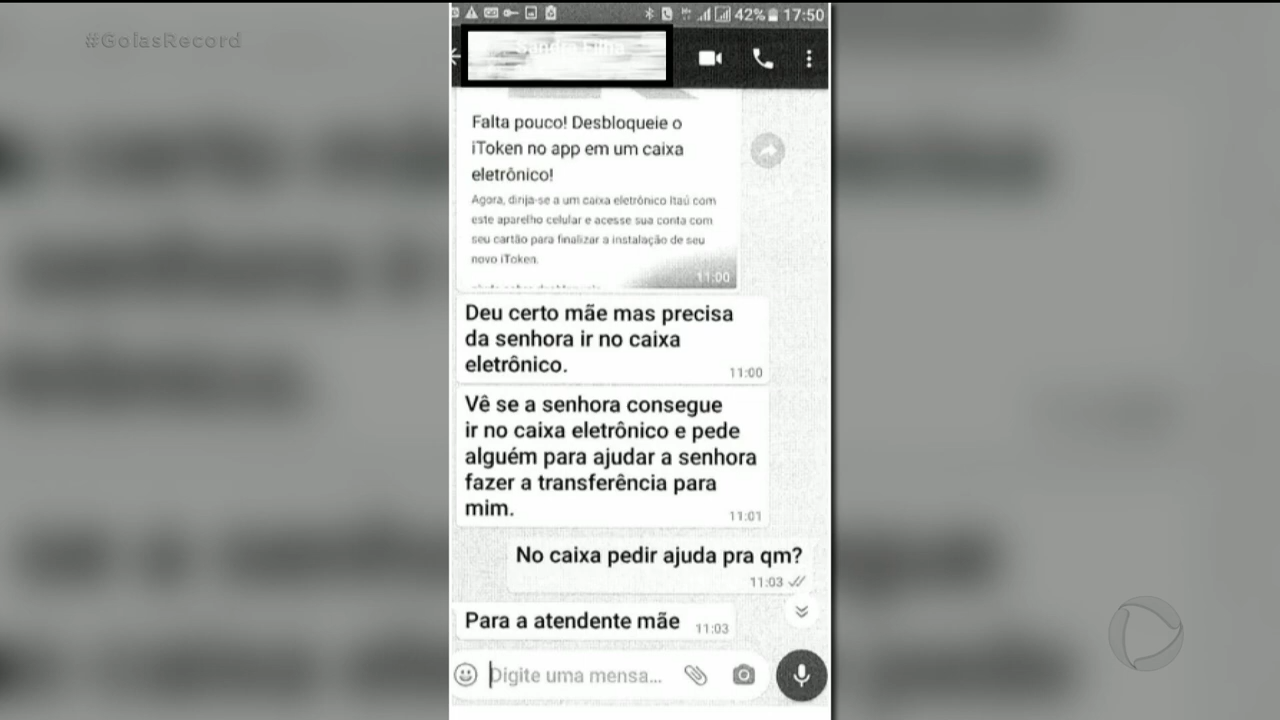 #GoiásRecord
42% 17:50
Falta pouco! Desbloqueie o
iToken no app em um caixa
eletrônico!
Agora, dirija-se a um caixa eletrônico Itaú com
este aparelho celular e acesse sua conta com
seu cartão para finalizar a instalação de seu
novo iToken.
11:00
Deu certo mãe mas precisa
da senhora ir no caixa
eletrônico.
11:00
Vê se a senhora consegue
ir no caixa eletrônico e pede
alguém para ajudar a senhora
fazer a transferência para
mim.
11:01
No caixa pedir ajuda pra qm?
11:03
Para a atendente mãe
11:03
Digite uma mensa...